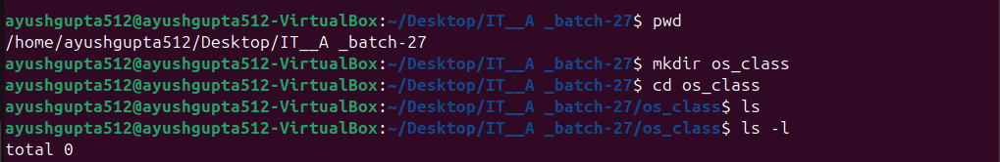 ayushgupta512@ayushgupta512-VirtualBox:~/Desktop/IT__A _batch-27$ pwd
/home/ayushgupta512/Desktop/IT__A _batch-27
ayushgupta512@ayushgupta512-VirtualBox:~/Desktop/IT__A _batch-27$ mkdir os_class
ayushgupta512@ayushgupta512-VirtualBox:~/Desktop/IT__A _batch-27$ cd os_class
ayushgupta512@ayushgupta512-VirtualBox:~/Desktop/IT__A _batch-27/os_class$ ls
ayushgupta512@ayushgupta512-VirtualBox:~/Desktop/IT__A _batch-27/os_class$ ls -l
total 0